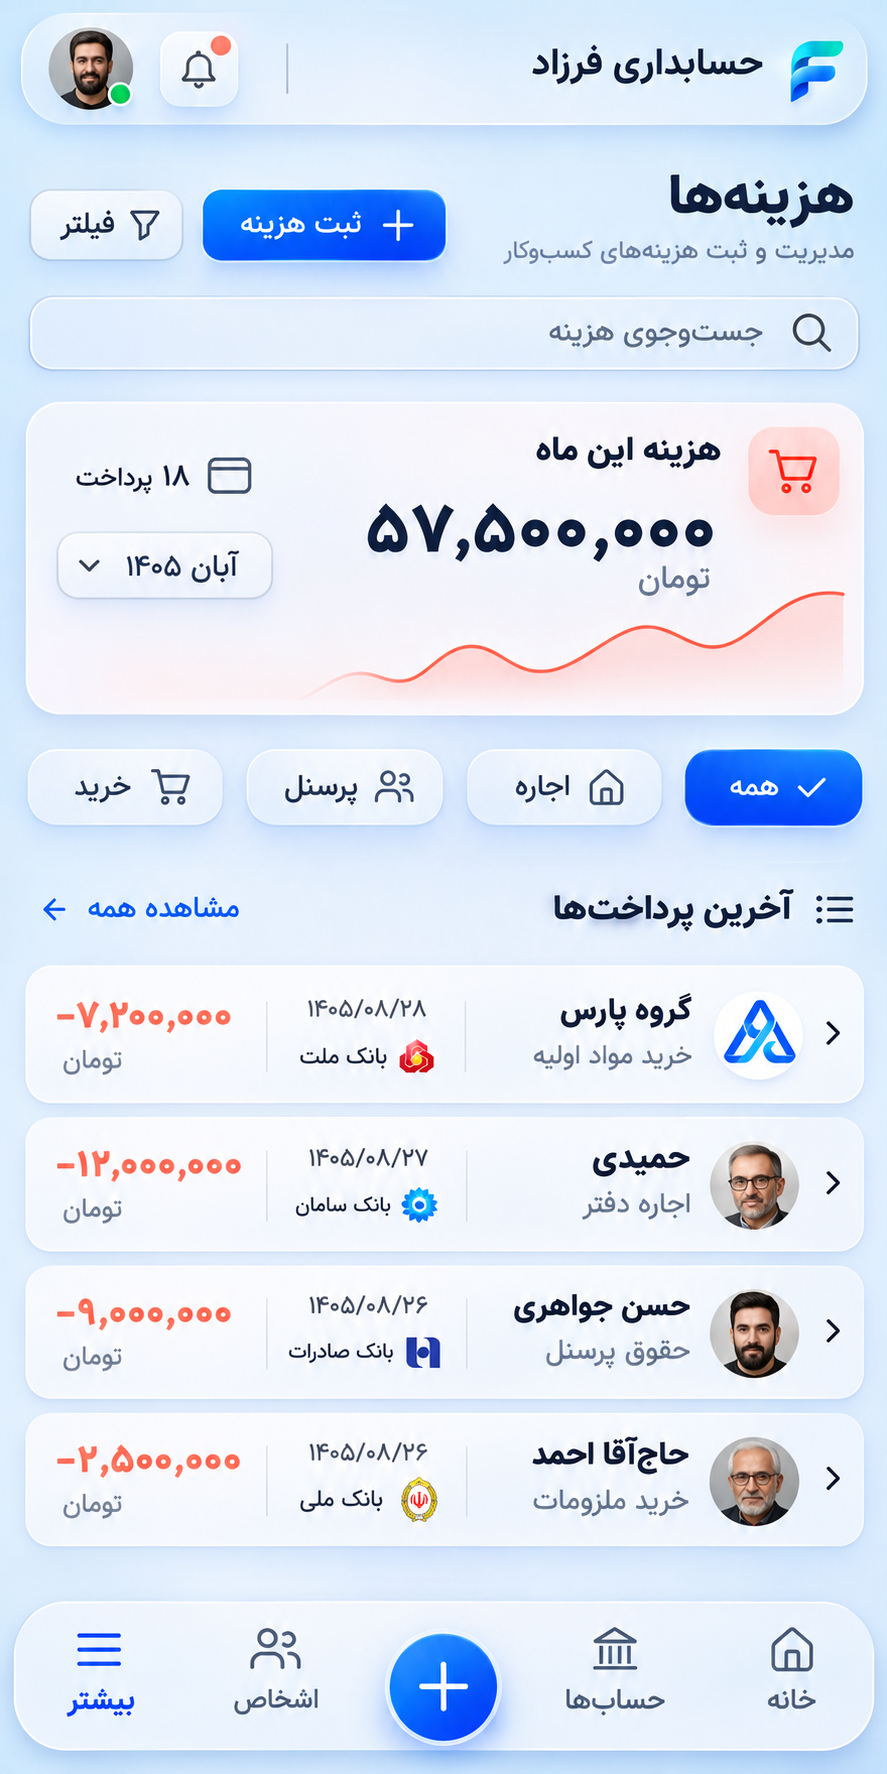 حسابداری فرزاد
هزینه‌ها
مدیریت و ثبت هزینه‌های کسب‌وکار
ثبت هزینه
فیلتر
جست‌وجوی هزینه
هزینه این ماه
۵۷,۵۰۰,۰۰۰
تومان
۱۸ پرداخت
آبان ۱۴۰۵
همه
اجاره
پرسنل
خرید
آخرین پرداخت‌ها
مشاهده همه
گروه پارس
خرید مواد اولیه
۱۴۰۵/۰۸/۲۸
بانک ملت
−۷,۲۰۰,۰۰۰
تومان
حمیدی
اجاره دفتر
۱۴۰۵/۰۸/۲۷
بانک سامان
−۱۲,۰۰۰,۰۰۰
تومان
حسن جواهری
حقوق پرسنل
۱۴۰۵/۰۸/۲۶
بانک صادرات
−۹,۰۰۰,۰۰۰
تومان
حاج‌آقا احمد
خرید ملزومات
۱۴۰۵/۰۸/۲۶
بانک ملی
−۲,۵۰۰,۰۰۰
تومان
خانه
حساب‌ها
اشخاص
بیشتر